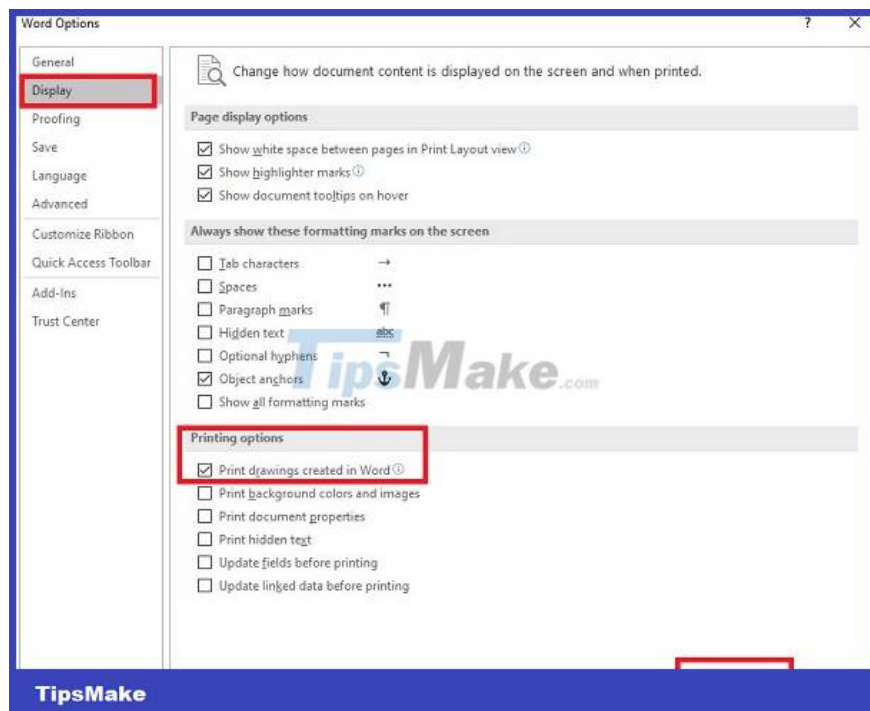 Word Options
General
Display
Proofing
Save
Language
Advanced
Customize Ribbon
Quick Access Toolbar
Add-Ins
Trust Center
Change how document content is displayed on the screen and when printed.
Page display options
Show white space between pages in Print Layout view
Show highlighter marks
Show document tooltips on hover
Always show these formatting marks on the screen
Tab characters →
Spaces •••
Paragraph marks ¶
Hidden text abc
Optional hyphens ¬
Object anchors
Show all formatting marks
TipsMake.com
Printing options
Print drawings created in Word
Print background colors and images
Print document properties
Print hidden text
Update fields before printing
Update linked data before printing
TipsMake